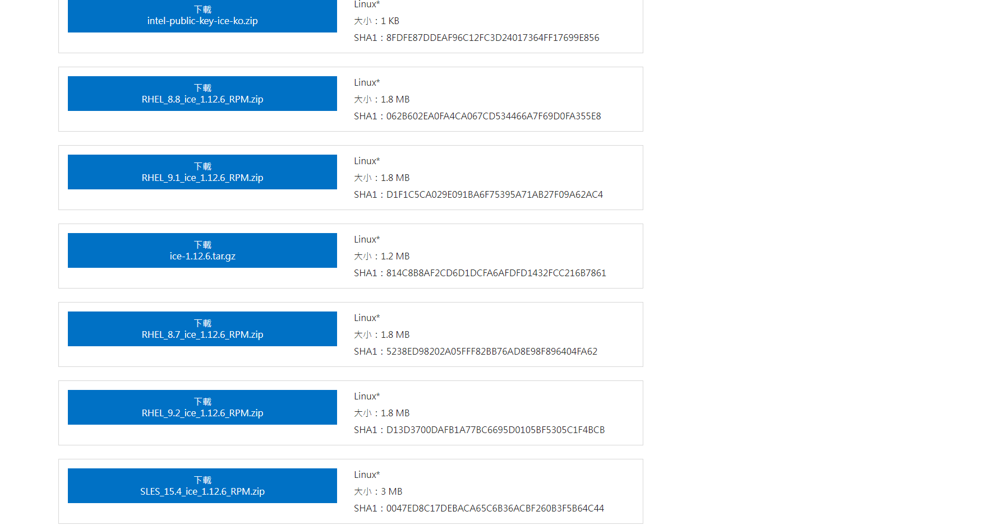 下載
intel-public-key-ice-ko.zip
Linux*
大小：1 KB
SHA1：8FDFE87DDEAF96C12FC3D24017364FF17699E856
下載
RHEL_8.8_ice_1.12.6_RPM.zip
Linux*
大小：1.8 MB
SHA1：062B602EA0FA4CA067CD534466A7F69D0FA355E8
下載
RHEL_9.1_ice_1.12.6_RPM.zip
Linux*
大小：1.8 MB
SHA1：D1F1C5CA029E091BA6F75395A71AB27F09A62AC4
下載
ice-1.12.6.tar.gz
Linux*
大小：1.2 MB
SHA1：814C8B8AF2CD6D1DCFA6AFDFD1432FCC216B7861
下載
RHEL_8.7_ice_1.12.6_RPM.zip
Linux*
大小：1.8 MB
SHA1：5238ED98202A05FFF82BB76AD8E98F896404FA62
下載
RHEL_9.2_ice_1.12.6_RPM.zip
Linux*
大小：1.8 MB
SHA1：D13D3700DAFB1A77BC6695D0105BF5305C1F4BCB
下載
SLES_15.4_ice_1.12.6_RPM.zip
Linux*
大小：3 MB
SHA1：0047ED8C17DEBACA65C6B36ACBF260B3F5B64C44